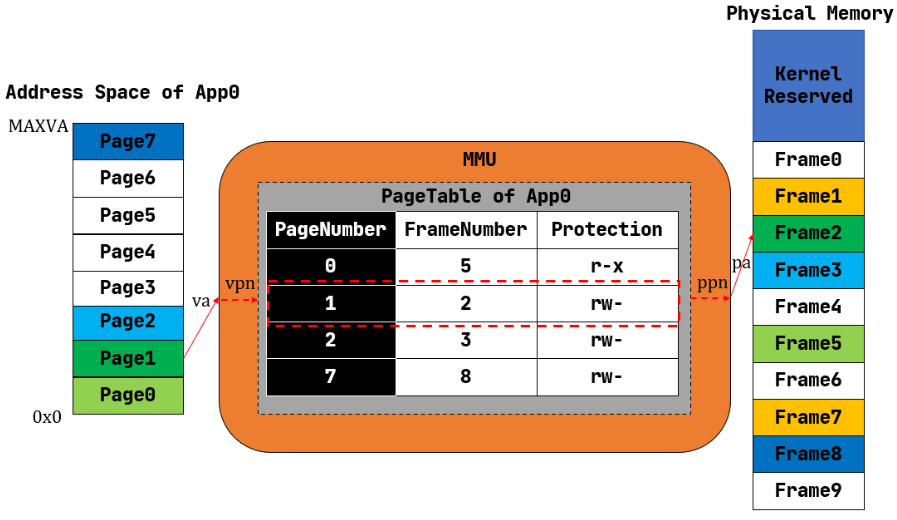 Physical Memory
Kernel
Reserved
Frame0
Frame1
Frame2
Frame3
Frame4
Frame5
Frame6
Frame7
Frame8
Frame9
Address Space of App0
MAXVA
Page7
Page6
Page5
Page4
Page3
Page2
Page1
Page0
0x0
va
vpn
MMU
PageTable of App0
PageNumber FrameNumber Protection
0 5 r-x
1 2 rw-
2 3 rw-
7 8 rw-
ppn
pa